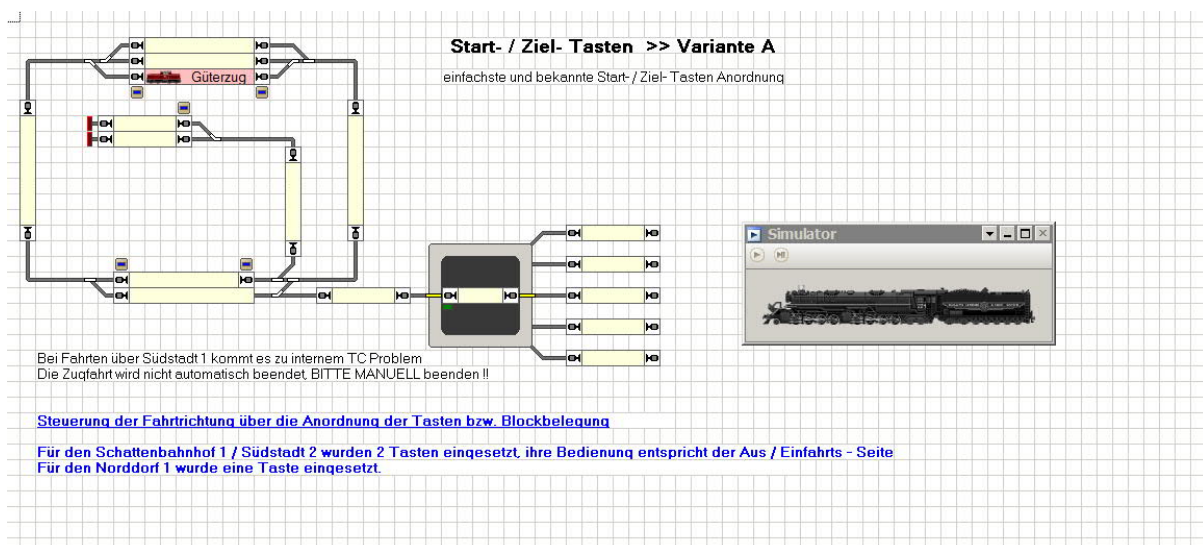 Start- / Ziel- Tasten >> Variante A
einfachste und bekannte Start- / Ziel- Tasten Anordnung
Güterzug
Simulator
Bei Fahrten über Südstadt 1 kommt es zu internem TC Problem
Die Zugfahrt wird nicht automatisch beendet, BITTE MANUELL beenden !!
Steuerung der Fahrtrichtung über die Anordnung der Tasten bzw. Blockbelegung
Für den Schattenbahnhof 1 / Südstadt 2 wurden 2 Tasten eingesetzt, ihre Bedienung entspricht der Aus / Einfahrts - Seite
Für den Norddorf 1 wurde eine Taste eingesetzt.